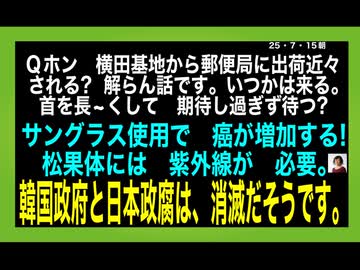 25・7・15朝
Qホン　横田基地から郵便局に出荷近々
される?　解らん話です。いつかは来る。
首を長～くして　期待し過ぎず待つ?
サングラス使用で　癌が増加する!
松果体には　紫外線が　必要。
韓国政府と日本政腐は、消滅だそうです。